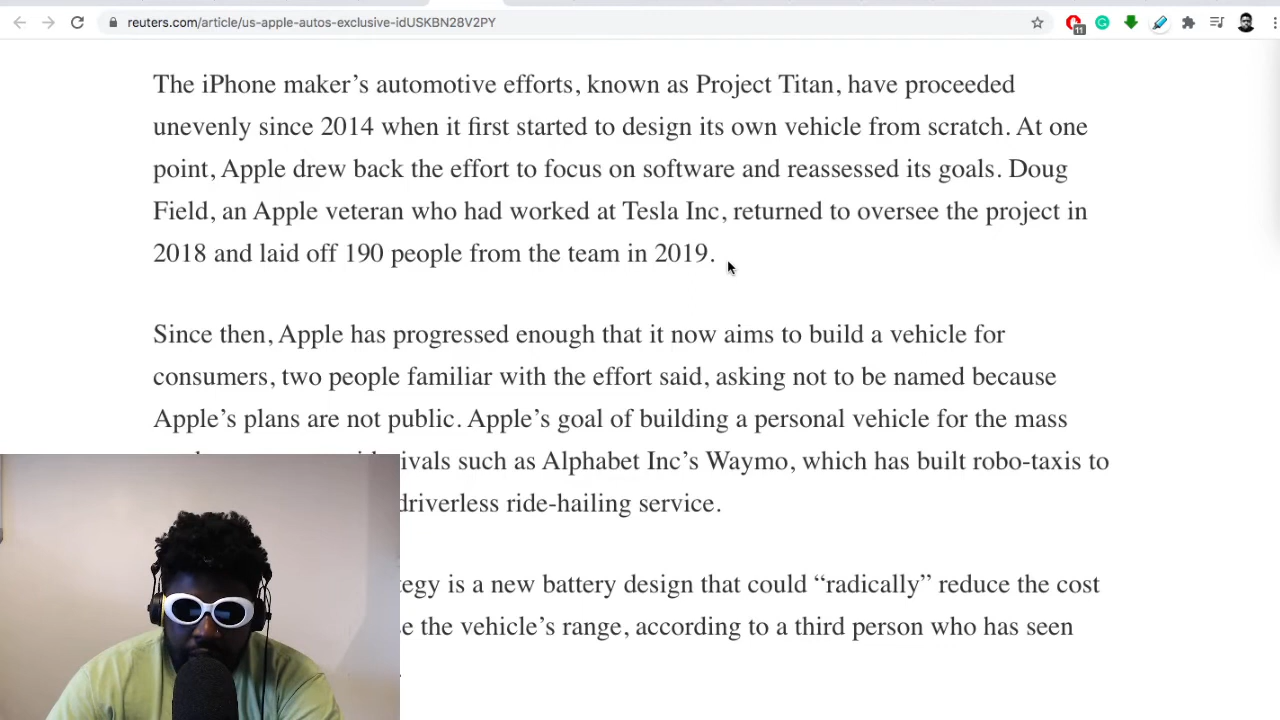 reuters.com/article/us-apple-autos-exclusive-idUSKBN28V2PY
11
The iPhone maker’s automotive efforts, known as Project Titan, have proceeded
unevenly since 2014 when it first started to design its own vehicle from scratch. At one
point, Apple drew back the effort to focus on software and reassessed its goals. Doug
Field, an Apple veteran who had worked at Tesla Inc, returned to oversee the project in
2018 and laid off 190 people from the team in 2019.
Since then, Apple has progressed enough that it now aims to build a vehicle for
consumers, two people familiar with the effort said, asking not to be named because
Apple’s plans are not public. Apple’s goal of building a personal vehicle for the mass
such as Alphabet Inc’s Waymo, which has built robo-taxis to
driverless ride-hailing service.
is a new battery design that could “radically” reduce the cost
the vehicle’s range, according to a third person who has seen